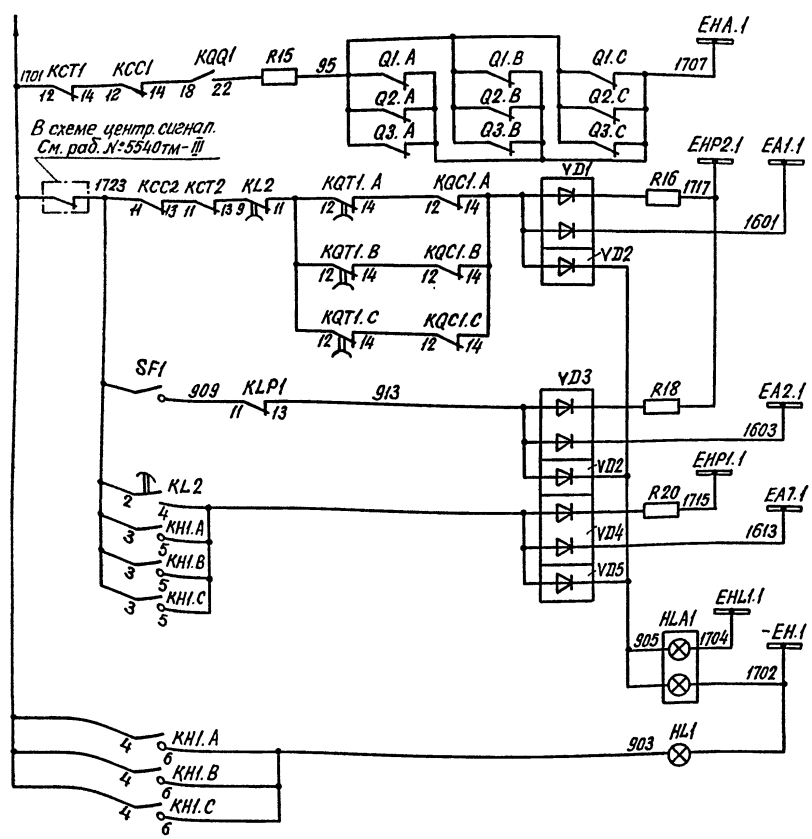 EHA.1
1701 KCT1 KCC1 KQQ1 R15 95 Q1.A Q1.B Q1.C 1707
12 14 12 14 18 22
Q2.A Q2.B Q2.C
Q3.A Q3.B Q3.C
В схеме центр. сигнал.
См. раб. №5540тм-III
EHP2.1 EA1.1
1723 KCC2 KCT2 KL2 KQT1.A KQC1.A VD1 R16 1717
11 13 11 13 9 11 12 14 12 14
1601
KQT1.B KQC1.B VD2
12 14 12 14
KQT1.C KQC1.C
12 14 12 14
SF1 909 KLP1 913 VD3 R18 EA2.1
11 13
1603
VD2 EHP1.1
2 KL2 4 R20 1715 EA7.1
3 KH1.A 5 VD4 1613
3 KH1.B 5 VD5
3 KH1.C 5
HLA1 EHL1.1
905 1704 -EH.1
1702
4 KH1.A 6 903 HL1
4 KH1.B 6
4 KH1.C 6